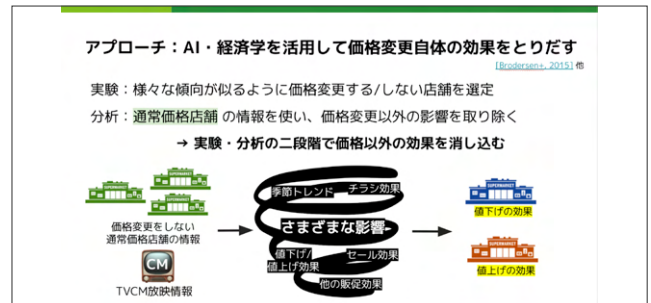 アプローチ：AI・経済学を活用して価格変更自体の効果をとりだす
[Brodersen+, 2015] 他
実験：様々な傾向が似るように価格変更する/しない店舗を選定
分析：通常価格店舗 の情報を使い、価格変更以外の影響を取り除く
→ 実験・分析の二段階で価格以外の効果を消し込む
SUPERMARKET
SUPERMARKET
SUPERMARKET
価格変更をしない
通常価格店舗の情報
CM
TVCM放映情報
季節トレンド
チラシ効果
さまざまな影響
値下げ/
値上げ効果
セール効果
他の販促効果
SUPERMARKET
値下げの効果
SUPERMARKET
値上げの効果